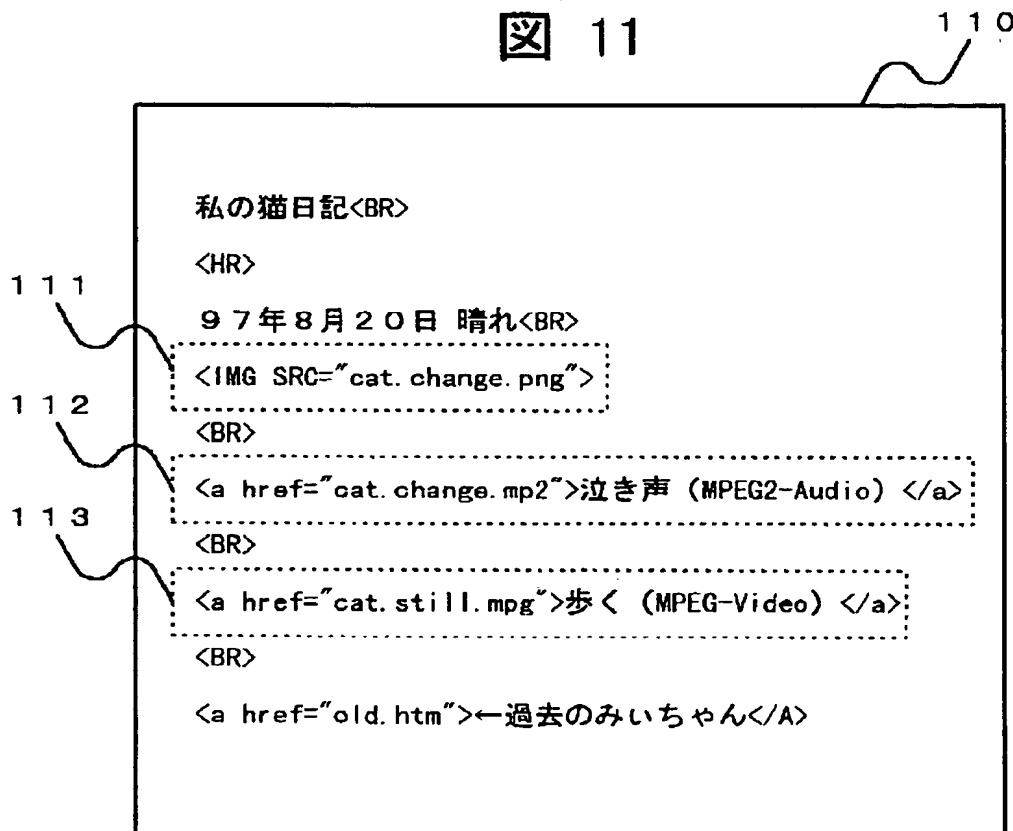 図 11
110
私の猫日記<BR>
<HR>
111
97年8月20日 晴れ<BR>
<IMG SRC="cat.change.png">
112
<BR>
<a href="cat.change.mp2">泣き声 (MPEG2-Audio) </a>
113
<BR>
<a href="cat.still.mpg">歩く (MPEG-Video) </a>
<BR>
<a href="old.htm">←過去のみいちゃん</A>